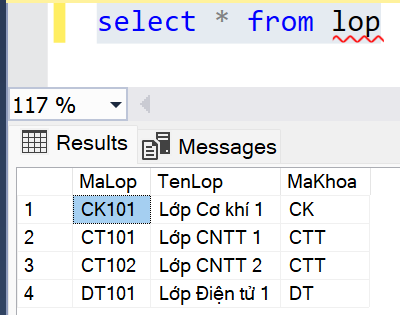 select * from lop
117 %
Results Messages
MaLop TenLop MaKhoa
1 CK101 Lớp Cơ khí 1 CK
2 CT101 Lớp CNTT 1 CTT
3 CT102 Lớp CNTT 2 CTT
4 DT101 Lớp Điện tử 1 DT